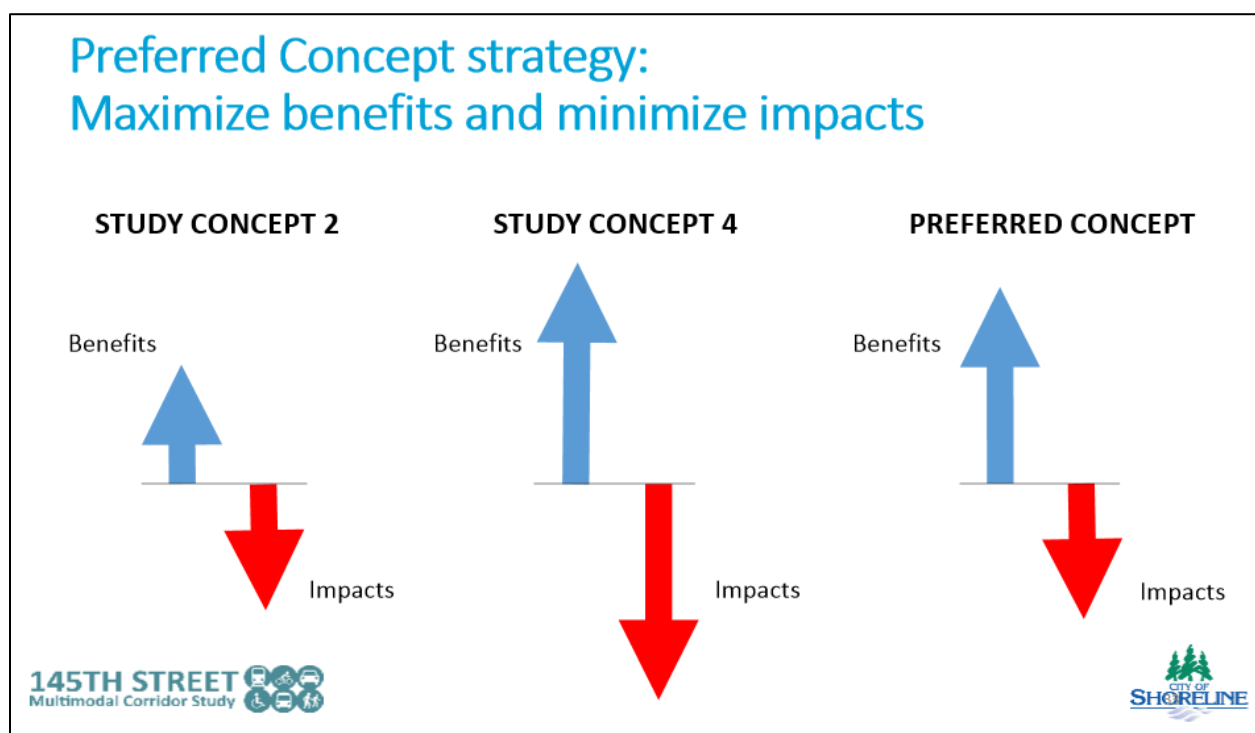 Preferred Concept strategy:
Maximize benefits and minimize impacts
STUDY CONCEPT 2
STUDY CONCEPT 4
PREFERRED CONCEPT
Benefits
Benefits
Benefits
Impacts
Impacts
Impacts
145TH STREET
Multimodal Corridor Study
CITY OF
SHORELINE